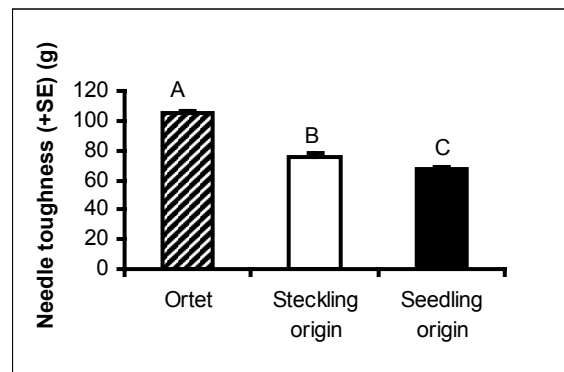 Needle toughness (+SE) (g)
120
100
80
60
40
20
0
A
B
C
Ortet
Steckling
origin
Seedling
origin